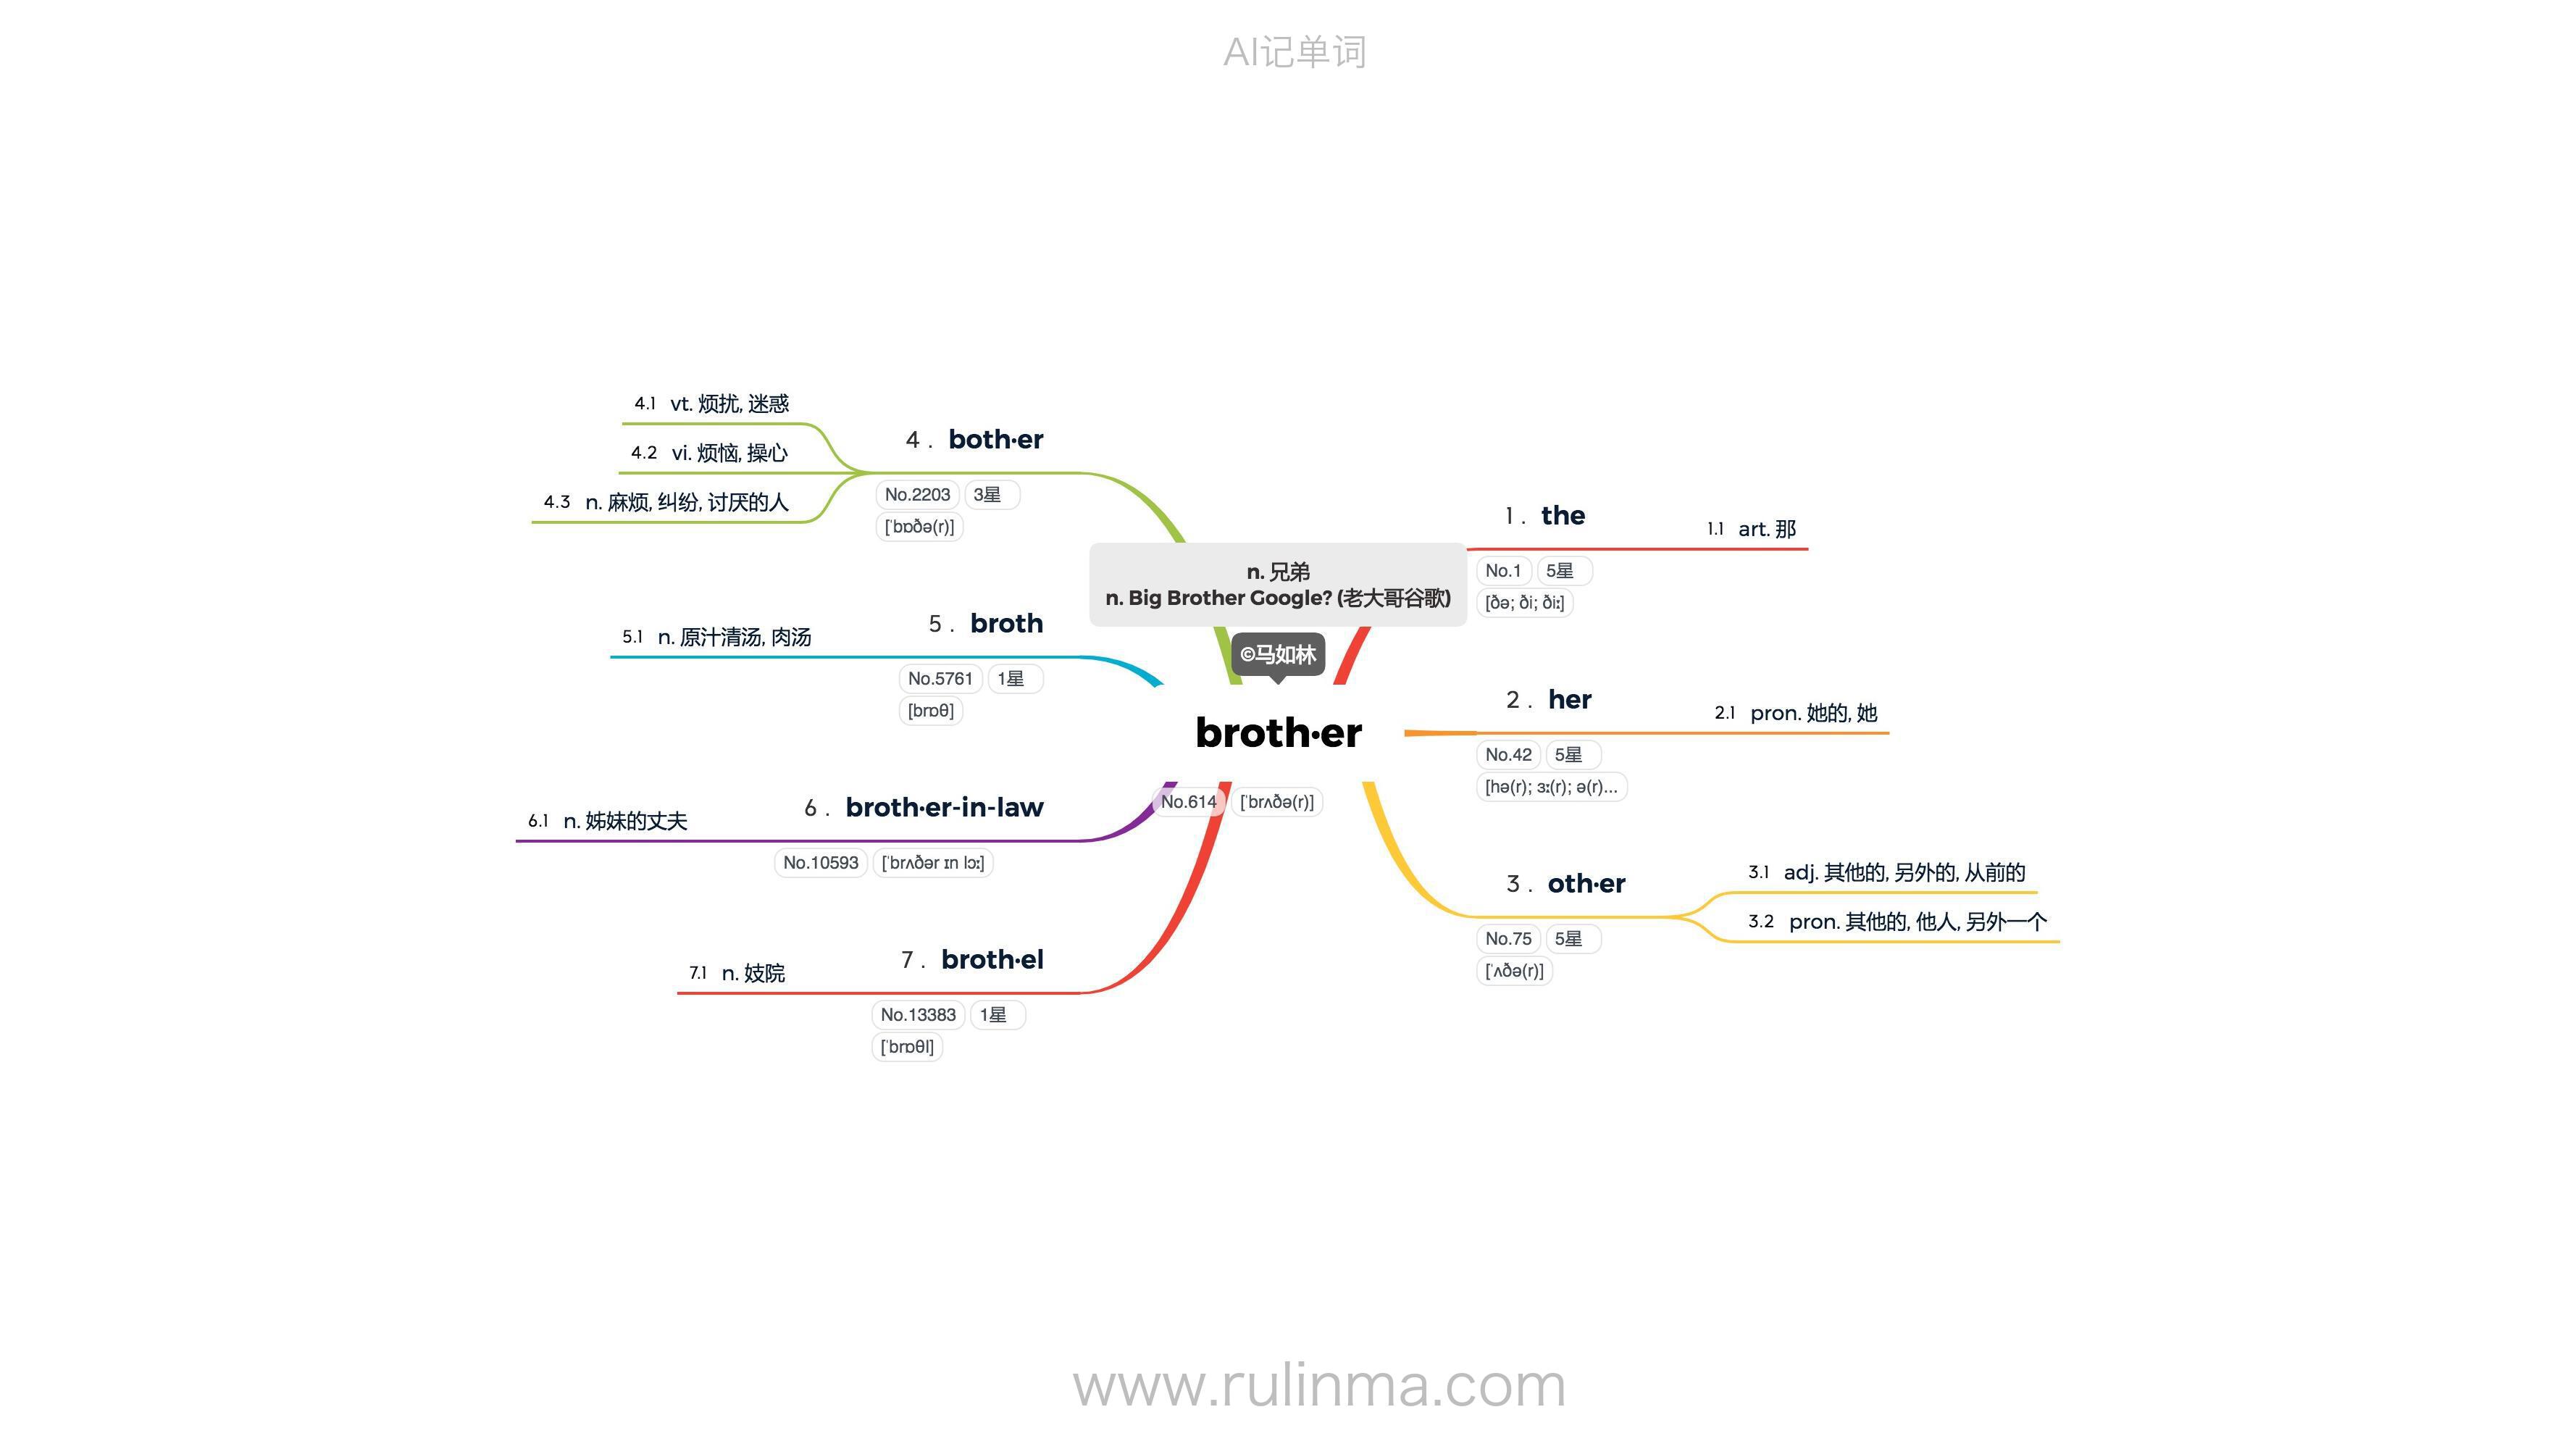 AI记单词
n. 兄弟
n. Big Brother Google? (老大哥谷歌)
©马如林
broth·er
No.614 ['brʌðə(r)]
1 . the
No.1 5星
[ðə; ði; ðiː]
1.1 art. 那
2 . her
No.42 5星
[hə(r); ɜː(r); ə(r)...
2.1 pron. 她的, 她
3 . oth·er
No.75 5星
['ʌðə(r)]
3.1 adj. 其他的, 另外的, 从前的
3.2 pron. 其他的, 他人, 另外一个
4 . both·er
No.2203 3星
['bɒðə(r)]
4.1 vt. 烦扰, 迷惑
4.2 vi. 烦恼, 操心
4.3 n. 麻烦, 纠纷, 讨厌的人
5 . broth
No.5761 1星
[brɒθ]
5.1 n. 原汁清汤, 肉汤
6 . broth·er-in-law
No.10593 ['brʌðər ɪn lɔː]
6.1 n. 姊妹的丈夫
7 . broth·el
No.13383 1星
['brɒθl]
7.1 n. 妓院
www.rulinma.com